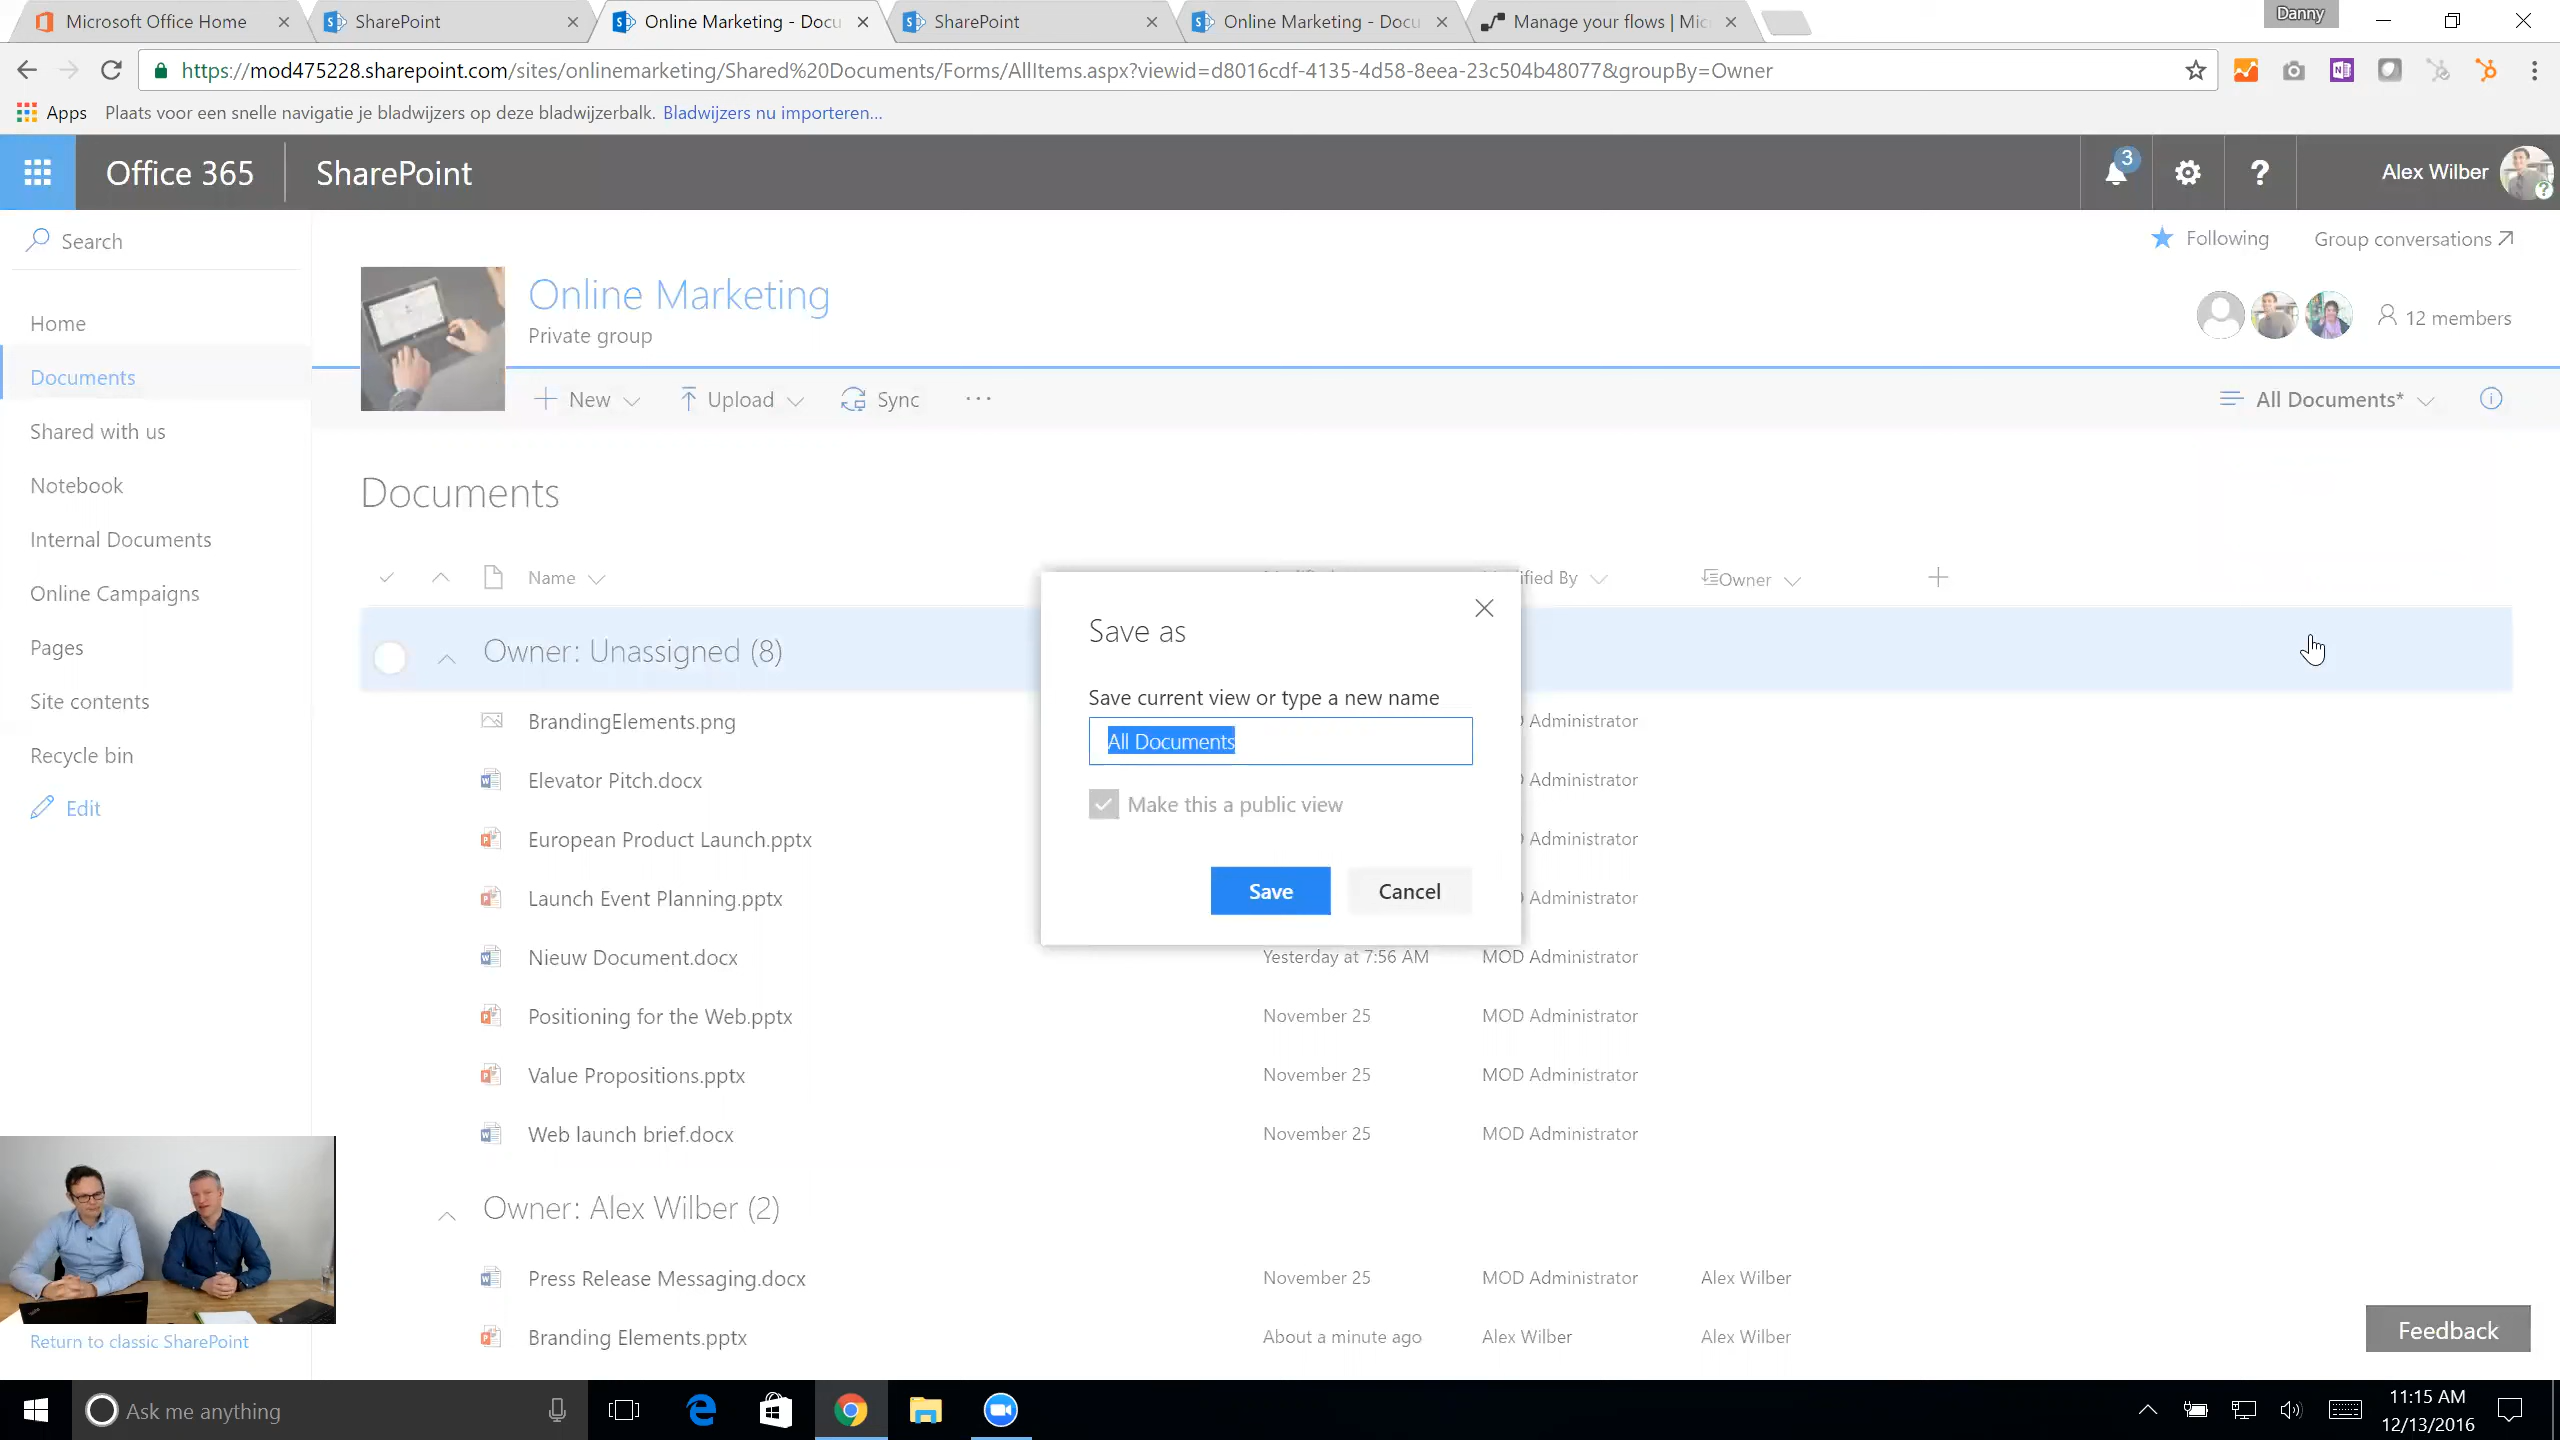 Microsoft Office Home
SharePoint
Online Marketing - Docu
SharePoint
Online Marketing - Docu
Manage your flows | Mic
Danny
https://mod475228.sharepoint.com/sites/onlinemarketing/Shared%20Documents/Forms/AllItems.aspx?viewid=d8016cdf-4135-4d58-8eea-23c504b48077&groupBy=Owner
Apps Plaats voor een snelle navigatie je bladwijzers op deze bladwijzerbalk. Bladwijzers nu importeren...
Office 365
SharePoint
3
?
Alex Wilber
Search
Following
Group conversations
Online Marketing
Private group
12 members
Home
Documents
Shared with us
Notebook
Internal Documents
Online Campaigns
Pages
Site contents
Recycle bin
Edit
Return to classic SharePoint
New
Upload
Sync
...
All Documents*
Documents
Name
ified By
Owner
Owner: Unassigned (8)
BrandingElements.png
Administrator
Elevator Pitch.docx
Administrator
European Product Launch.pptx
Administrator
Launch Event Planning.pptx
Administrator
Nieuw Document.docx Yesterday at 7:56 AM MOD Administrator
Positioning for the Web.pptx November 25 MOD Administrator
Value Propositions.pptx November 25 MOD Administrator
Web launch brief.docx November 25 MOD Administrator
Owner: Alex Wilber (2)
Press Release Messaging.docx November 25 MOD Administrator Alex Wilber
Branding Elements.pptx About a minute ago Alex Wilber Alex Wilber
Save as
Save current view or type a new name
All Documents
Make this a public view
Save
Cancel
Feedback
Ask me anything
11:15 AM
12/13/2016